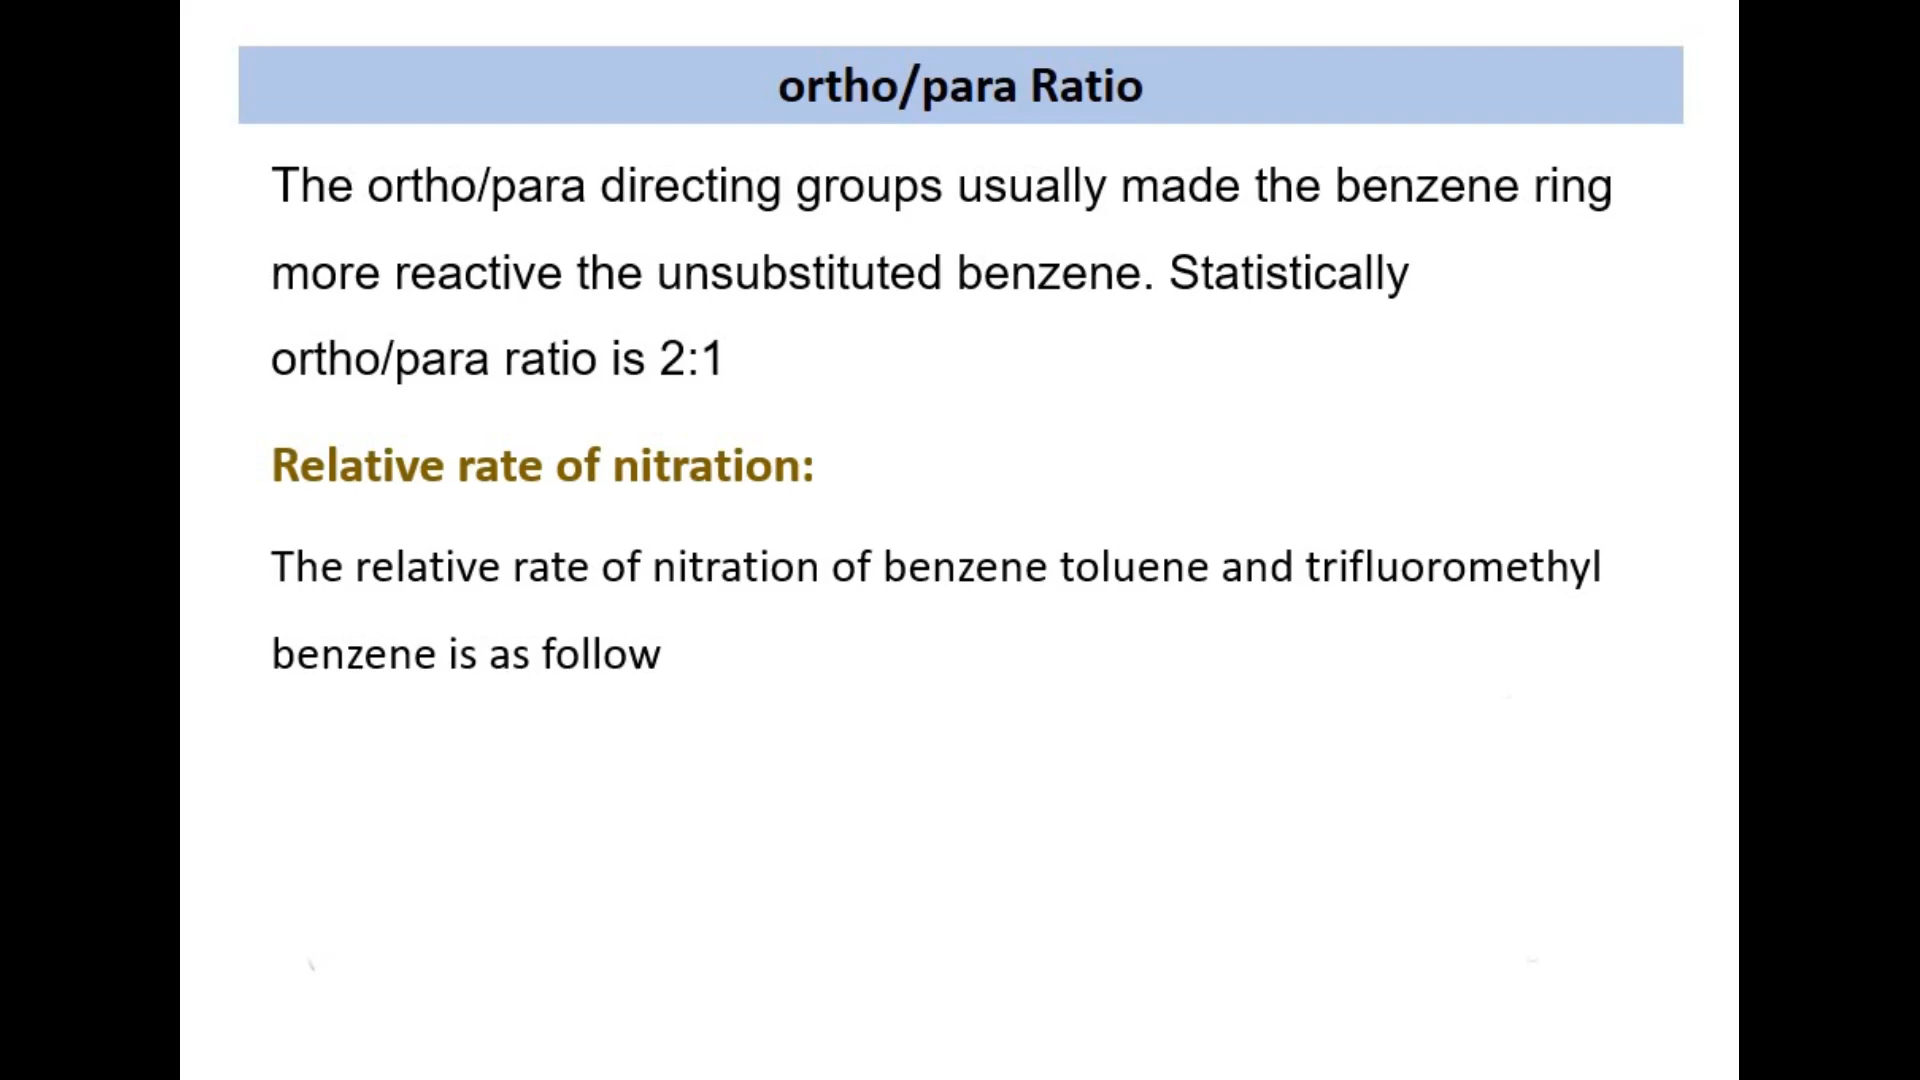 ortho/para Ratio
The ortho/para directing groups usually made the benzene ring
more reactive the unsubstituted benzene. Statistically
ortho/para ratio is 2:1
Relative rate of nitration:
The relative rate of nitration of benzene toluene and trifluoromethyl
benzene is as follow